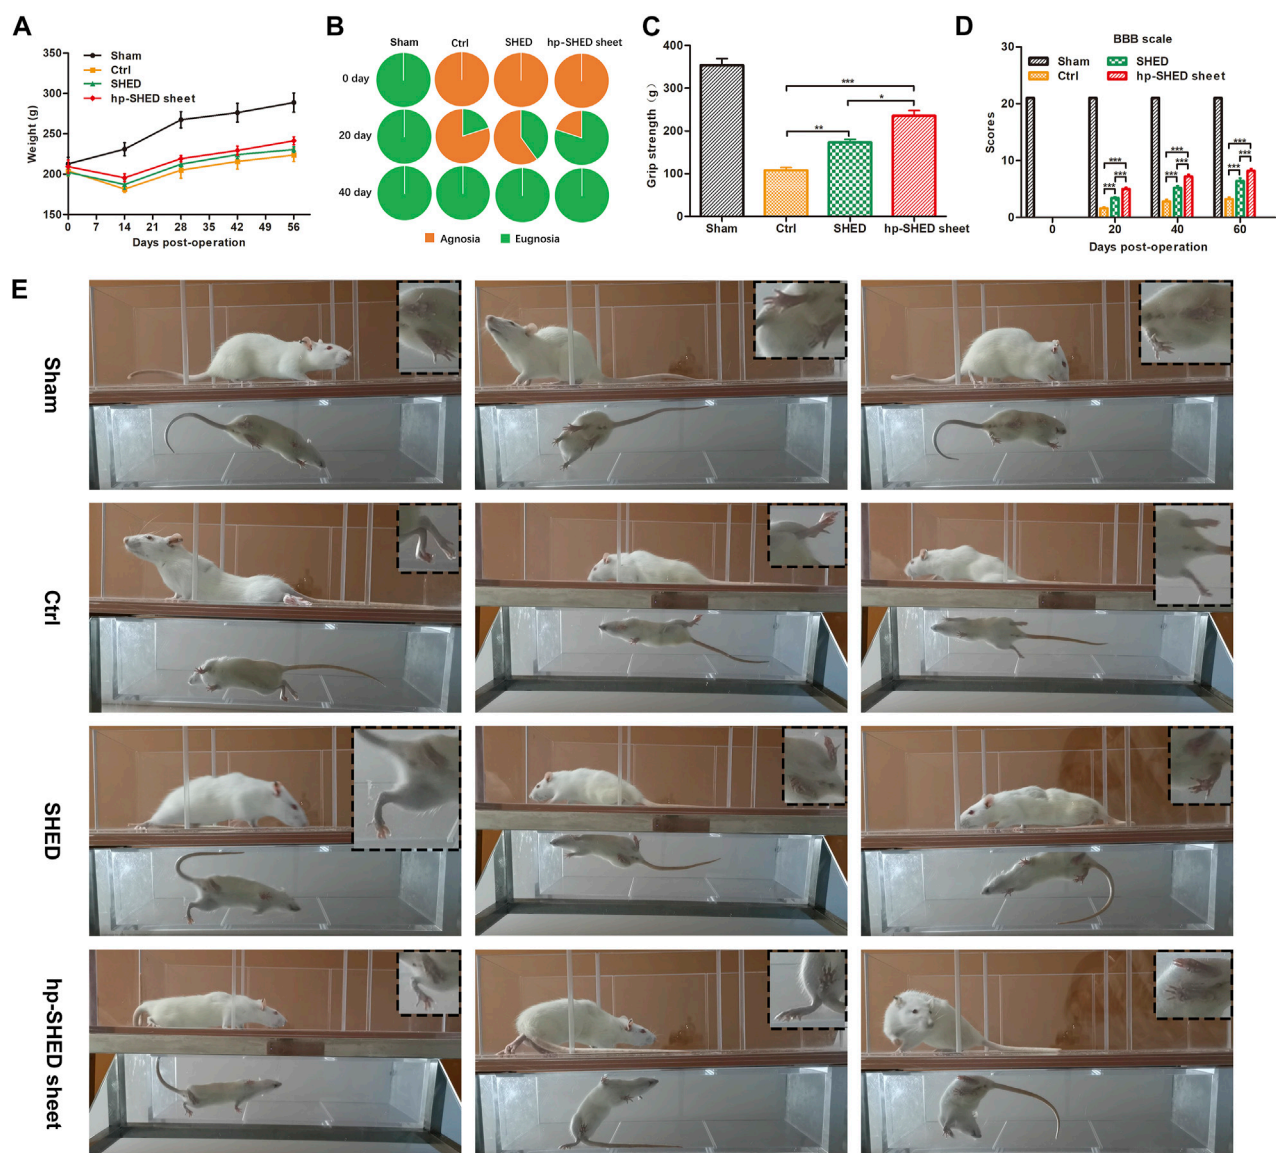 A
Sham
Ctrl
SHED
hp-SHED sheet
Weight (g)
350
300
250
200
150
0 7 14 21 28 35 42 49 56
Days post-operation
B
Sham Ctrl SHED hp-SHED sheet
0 day
20 day
40 day
Agnosia Eugnosia
C
Grip strength (g)
400
300
200
100
0
***
*
**
Sham Ctrl SHED hp-SHED sheet
D
BBB scale
Sham SHED
Ctrl hp-SHED sheet
Scores
30
20
10
0
***
*** ***
***
*** ***
***
*** ***
0 20 40 60
Days post-operation
E
Sham
Ctrl
SHED
hp-SHED sheet